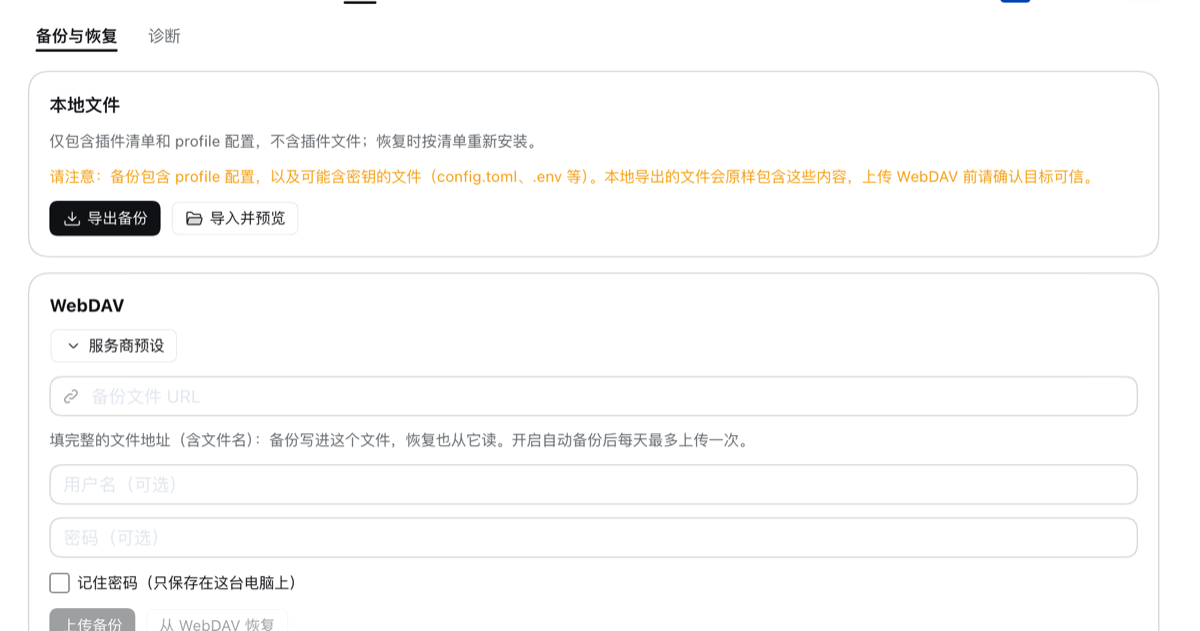 备份与恢复 诊断
本地文件
仅包含插件清单和 profile 配置，不含插件文件；恢复时按清单重新安装。
请注意：备份包含 profile 配置，以及可能含密钥的文件（config.toml、.env 等）。本地导出的文件会原样包含这些内容，上传 WebDAV 前请确认目标可信。
导出备份 导入并预览
WebDAV
服务商预设
备份文件 URL
填完整的文件地址（含文件名）：备份写进这个文件，恢复也从它读。开启自动备份后每天最多上传一次。
用户名（可选）
密码（可选）
记住密码（只保存在这台电脑上）
上传备份 从 WebDAV 恢复